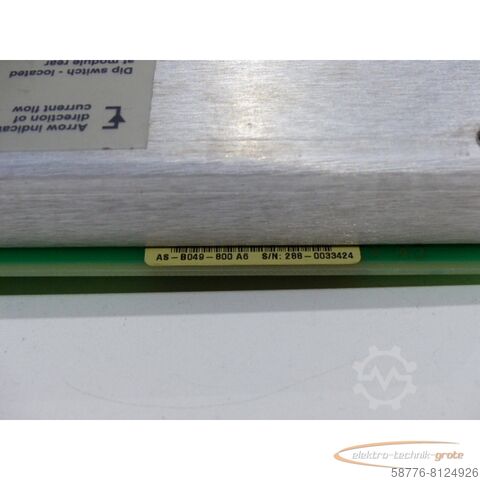 Arrow indicat
direction of
current flow
Dip switch - located
at module rear
AS-B049-800 A6 S/N: 288-0033424
elektro-technik-grote
58776-8124926